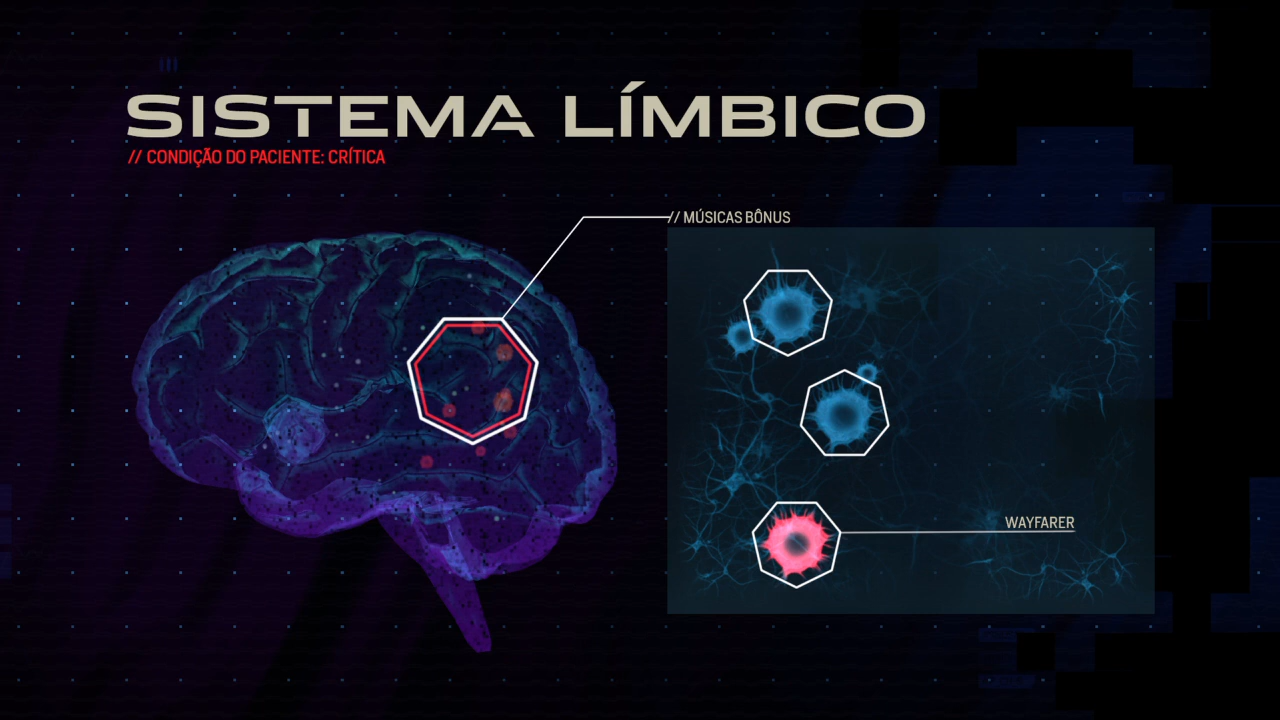 SISTEMA LÍMBICO
// CONDIÇÃO DO PACIENTE: CRÍTICA
// MÚSICAS BÔNUS
WAYFARER